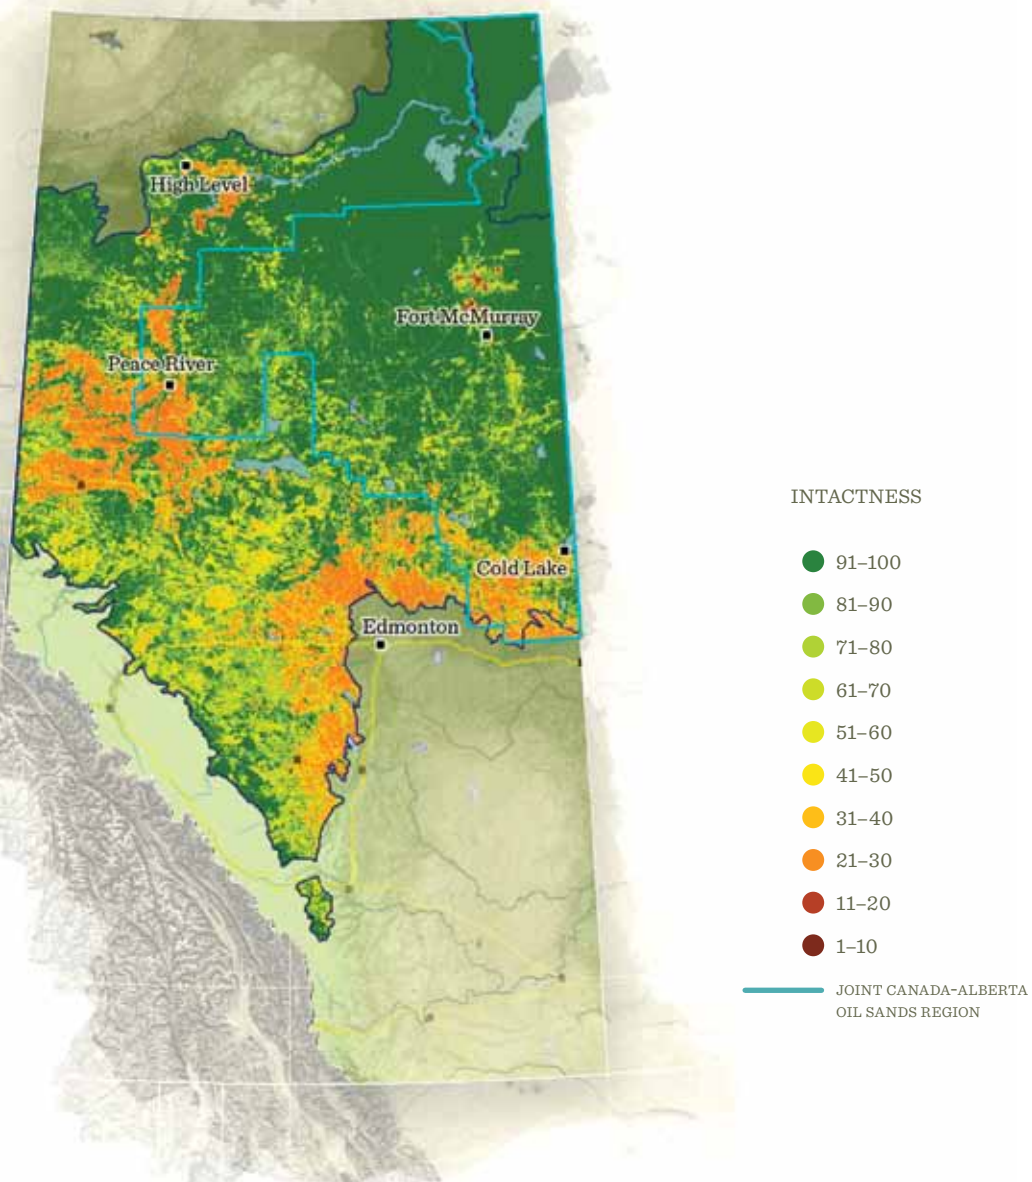 High Level
Fort McMurray
Peace River
Cold Lake
Edmonton
INTACTNESS
91–100
81–90
71–80
61–70
51–60
41–50
31–40
21–30
11–20
1–10
JOINT CANADA-ALBERTA
OIL SANDS REGION